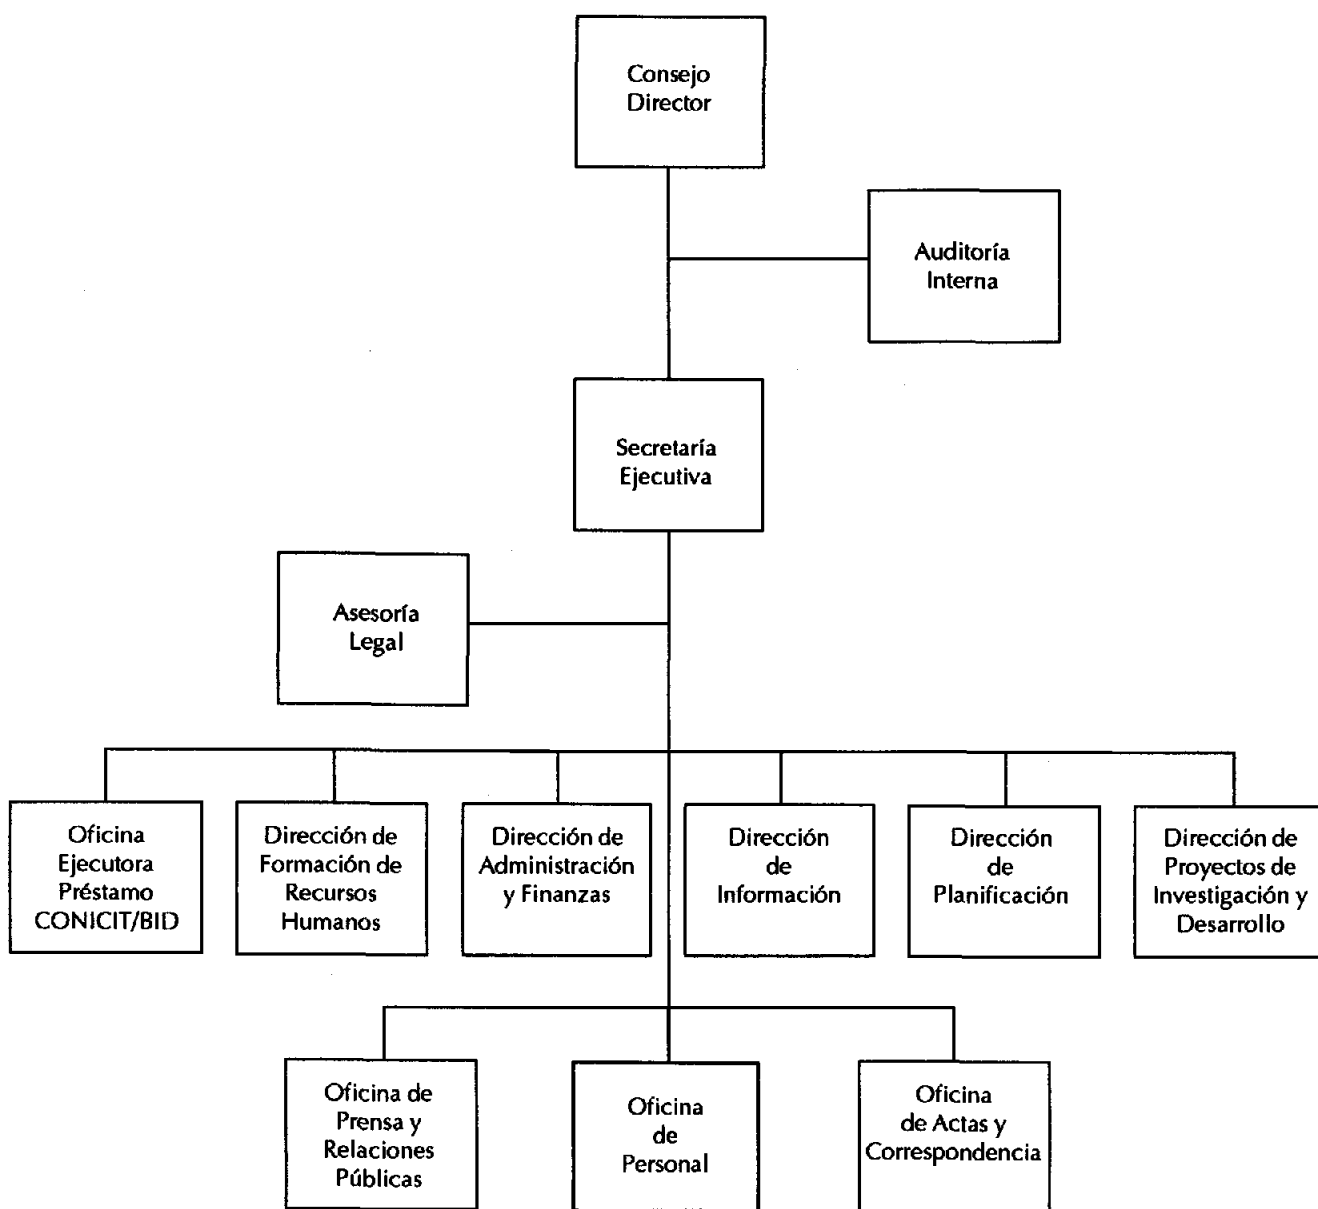 Consejo
Director
Auditoría
Interna
Secretaría
Ejecutiva
Asesoría
Legal
Oficina
Ejecutora
Préstamo
CONICIT/BID
Dirección de
Formación de
Recursos
Humanos
Dirección de
Administración
y Finanzas
Dirección
de
Información
Dirección
de
Planificación
Dirección de
Proyectos de
Investigación y
Desarrollo
Oficina de
Prensa y
Relaciones
Públicas
Oficina
de
Personal
Oficina
de Actas y
Correspondencia